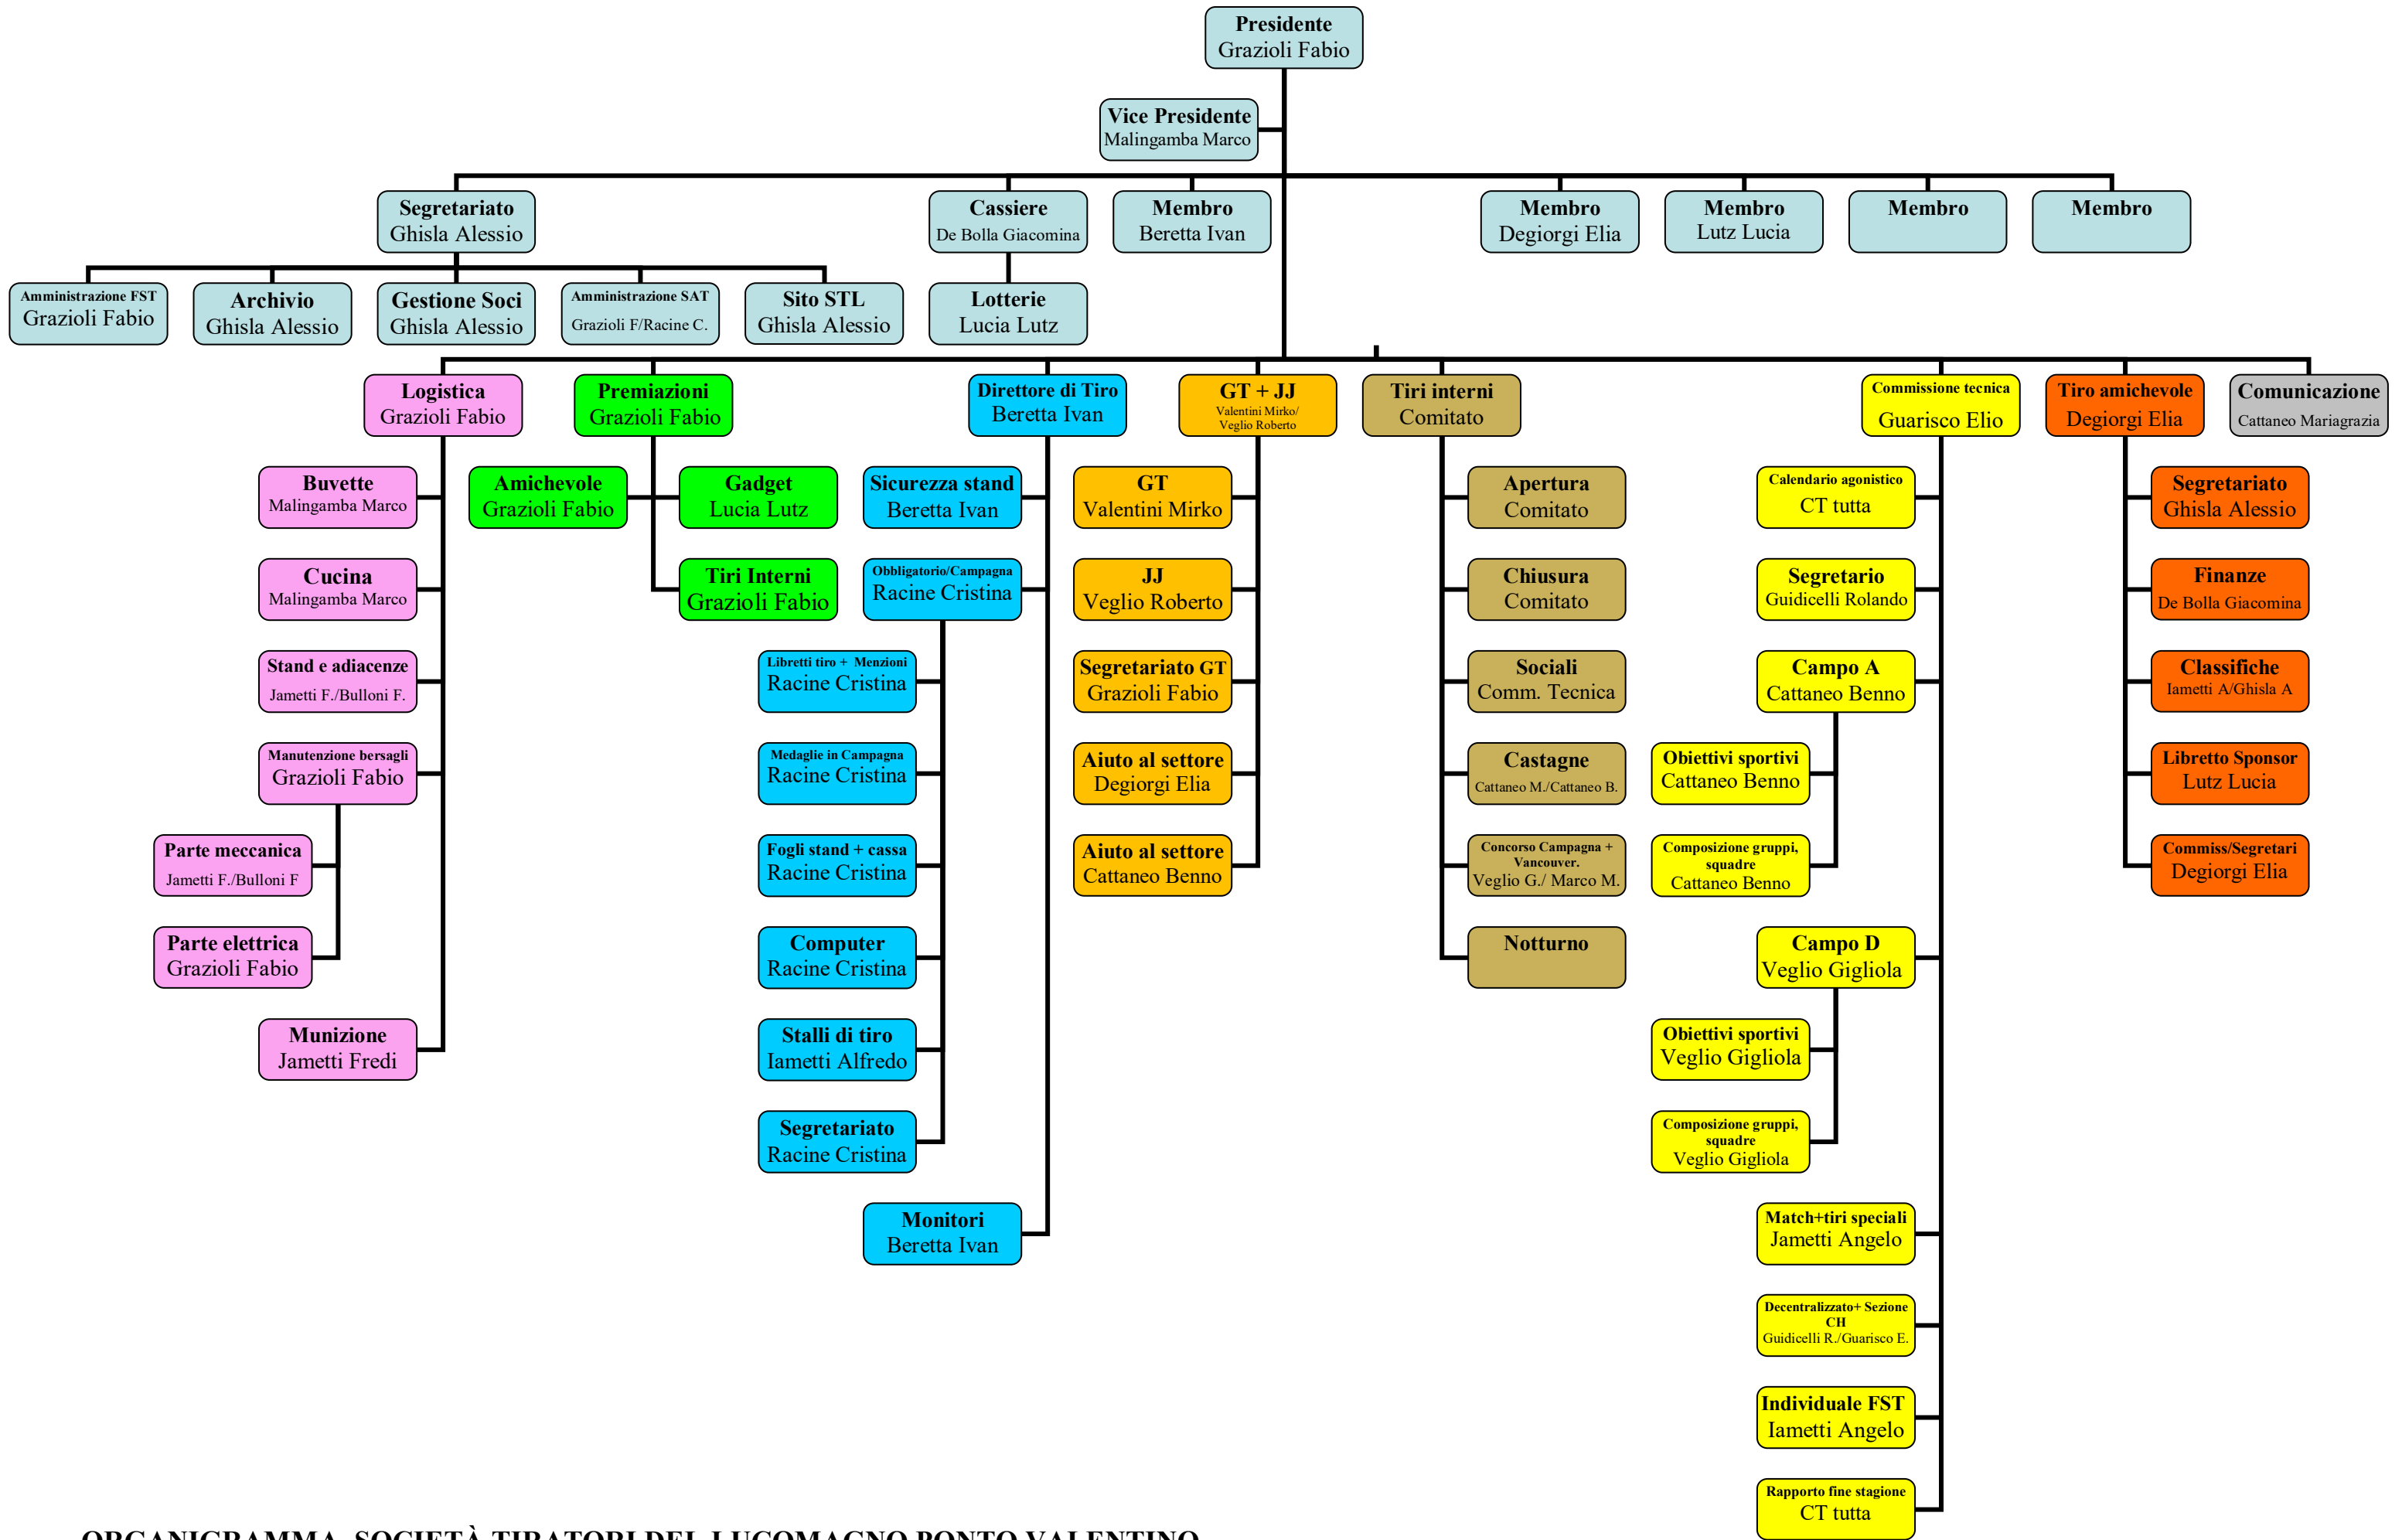 Presidente
Grazioli Fabio
Vice Presidente
Malingamba Marco
Segretariato
Ghisla Alessio
Cassiere
De Bolla Giacomina
Membro
Beretta Ivan
Membro
Degiorgi Elia
Membro
Lutz Lucia
Membro
Membro
Amministrazione FST
Grazioli Fabio
Archivio
Ghisla Alessio
Gestione Soci
Ghisla Alessio
Amministrazione SAT
Grazioli F/Racine C.
Sito STL
Ghisla Alessio
Lotterie
Lucia Lutz
Logistica
Grazioli Fabio
Premiazioni
Grazioli Fabio
Direttore di Tiro
Beretta Ivan
GT + JJ
Valentini Mirko/
Veglio Roberto
Tiri interni
Comitato
Commissione tecnica
Guarisco Elio
Tiro amichevole
Degiorgi Elia
Comunicazione
Cattaneo Mariagrazia
Buvette
Malingamba Marco
Cucina
Malingamba Marco
Stand e adiacenze
Jametti F./Bulloni F.
Manutenzione bersagli
Grazioli Fabio
Parte meccanica
Jametti F./Bulloni F
Parte elettrica
Grazioli Fabio
Munizione
Jametti Fredi
Amichevole
Grazioli Fabio
Gadget
Lucia Lutz
Tiri Interni
Grazioli Fabio
Sicurezza stand
Beretta Ivan
Obbligatorio/Campagna
Racine Cristina
Libretti tiro + Menzioni
Racine Cristina
Medaglie in Campagna
Racine Cristina
Fogli stand + cassa
Racine Cristina
Computer
Racine Cristina
Stalli di tiro
Iametti Alfredo
Segretariato
Racine Cristina
Monitori
Beretta Ivan
GT
Valentini Mirko
JJ
Veglio Roberto
Segretariato GT
Grazioli Fabio
Aiuto al settore
Degiorgi Elia
Aiuto al settore
Cattaneo Benno
Apertura
Comitato
Chiusura
Comitato
Sociali
Comm. Tecnica
Castagne
Cattaneo M./Cattaneo B.
Concorso Campagna +
Vancouver.
Veglio G./ Marco M.
Notturno
Calendario agonistico
CT tutta
Segretario
Guidicelli Rolando
Campo A
Cattaneo Benno
Obiettivi sportivi
Cattaneo Benno
Composizione gruppi,
squadre
Cattaneo Benno
Campo D
Veglio Gigliola
Obiettivi sportivi
Veglio Gigliola
Composizione gruppi,
squadre
Veglio Gigliola
Match+tiri speciali
Jametti Angelo
Decentralizzato+ Sezione
CH
Guidicelli R./Guarisco E.
Individuale FST
Iametti Angelo
Rapporto fine stagione
CT tutta
Segretariato
Ghisla Alessio
Finanze
De Bolla Giacomina
Classifiche
Iametti A/Ghisla A
Libretto Sponsor
Lutz Lucia
Commiss/Segretari
Degiorgi Elia
ORGANIGRAMMA SOCIETÀ TIRATORI DEL LUCOMAGNO PONTO VALENTINO